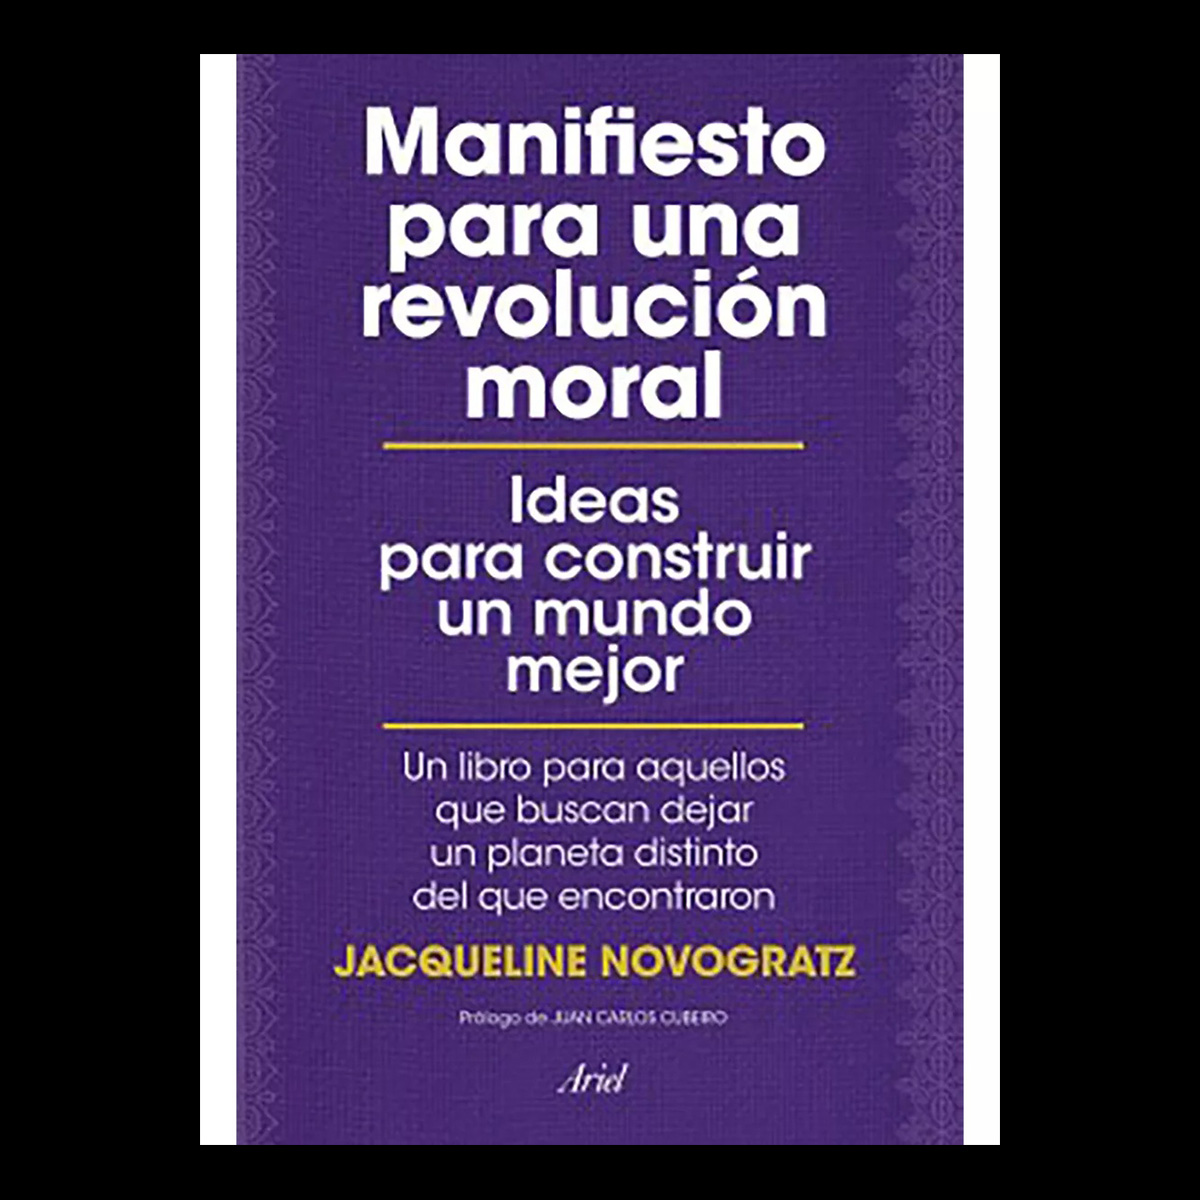 Manifiesto
para una
revolución
moral
Ideas
para construir
un mundo
mejor
Un libro para aquellos
que buscan dejar
un planeta distinto
del que encontraron
JACQUELINE NOVOGRATZ
Prólogo de JUAN CARLOS CUBEIRO
Ariel